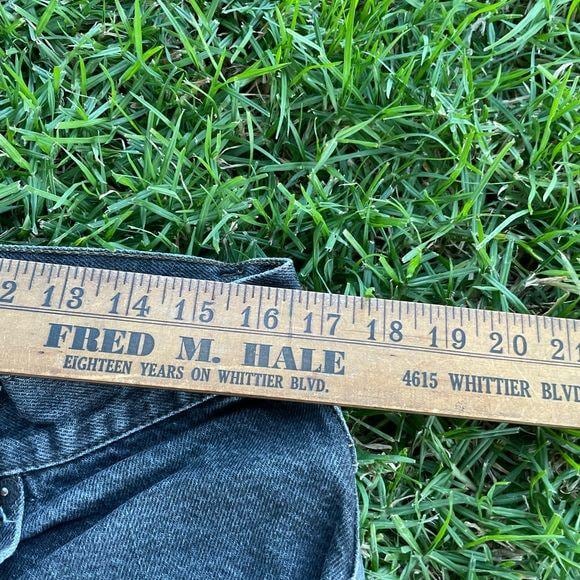 2 13 14 15 16 17 18 19 20 21
FRED M. HALE
EIGHTEEN YEARS ON WHITTIER BLVD. 4615 WHITTIER BLVD